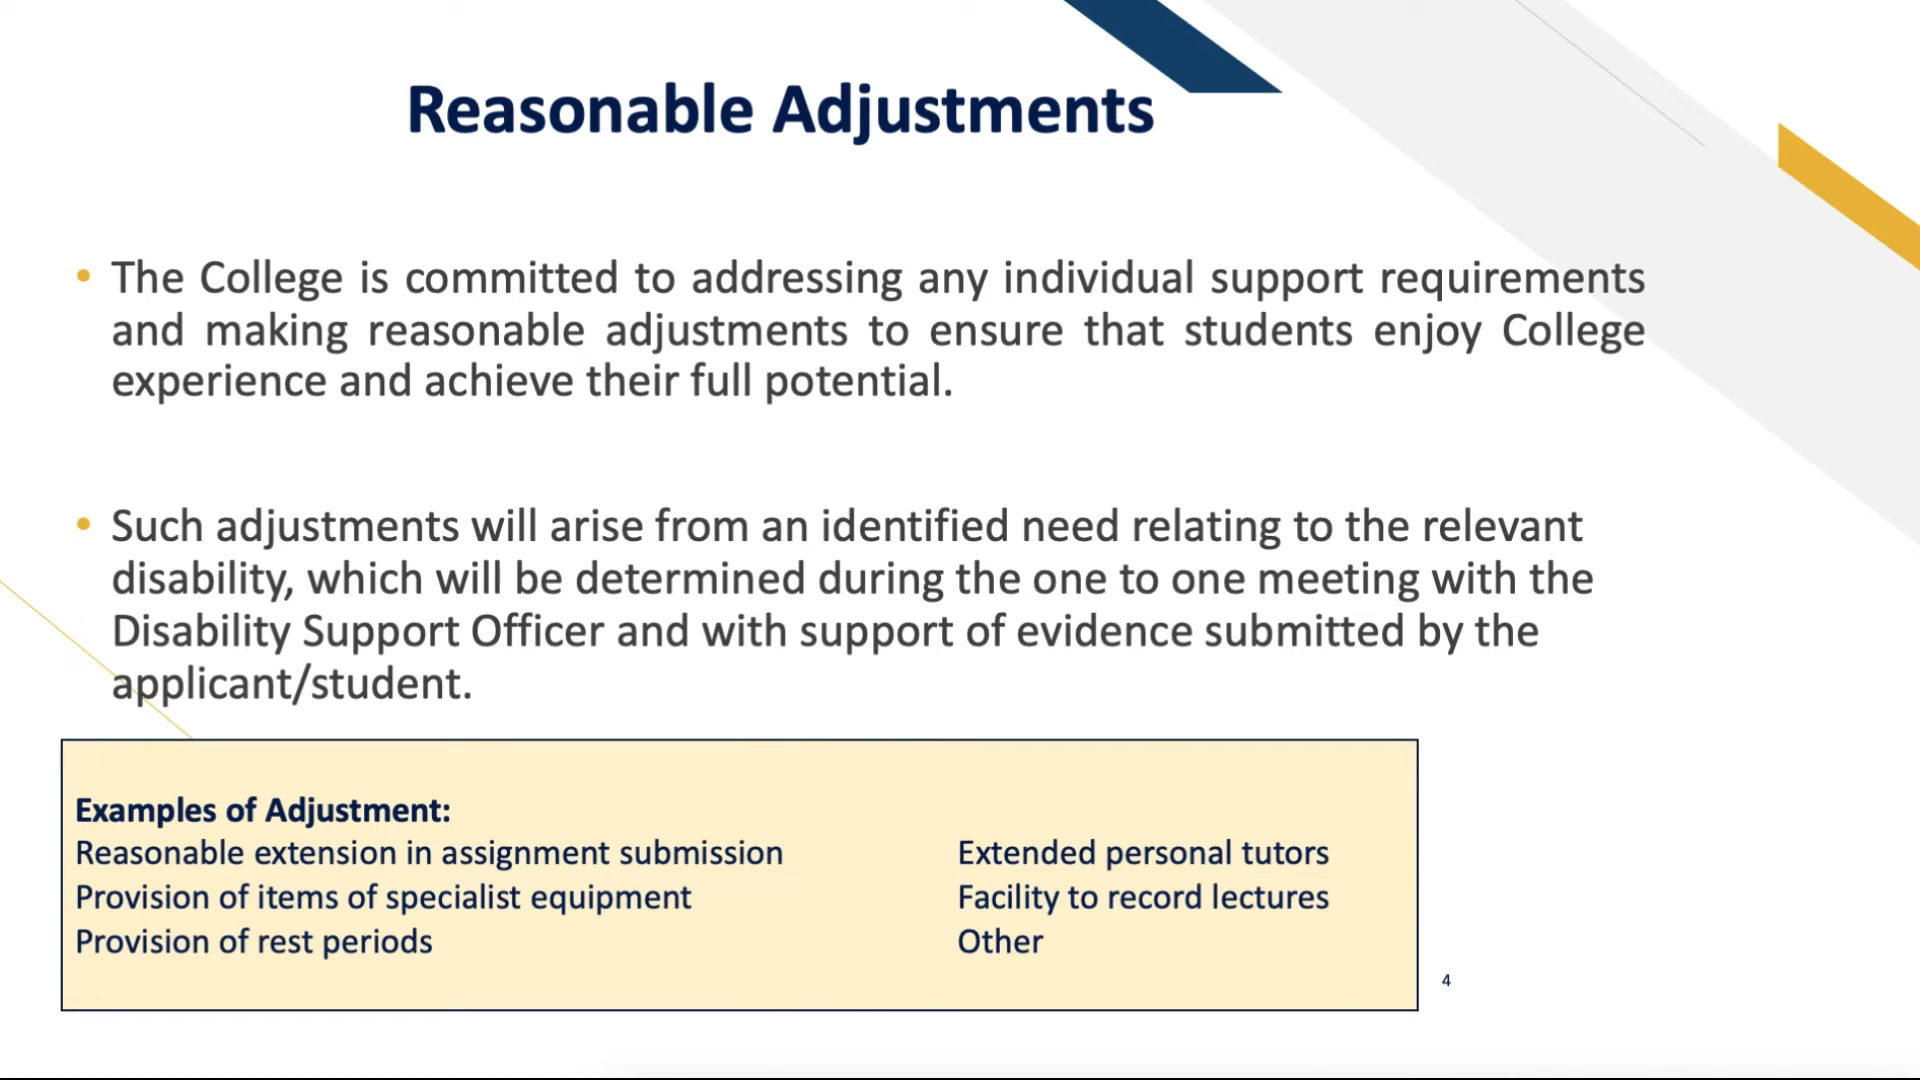 Reasonable Adjustments
• The College is committed to addressing any individual support requirements
and making reasonable adjustments to ensure that students enjoy College
experience and achieve their full potential.
• Such adjustments will arise from an identified need relating to the relevant
disability, which will be determined during the one to one meeting with the
Disability Support Officer and with support of evidence submitted by the
applicant/student.
Examples of Adjustment:
Reasonable extension in assignment submission
Provision of items of specialist equipment
Provision of rest periods
Extended personal tutors
Facility to record lectures
Other
4